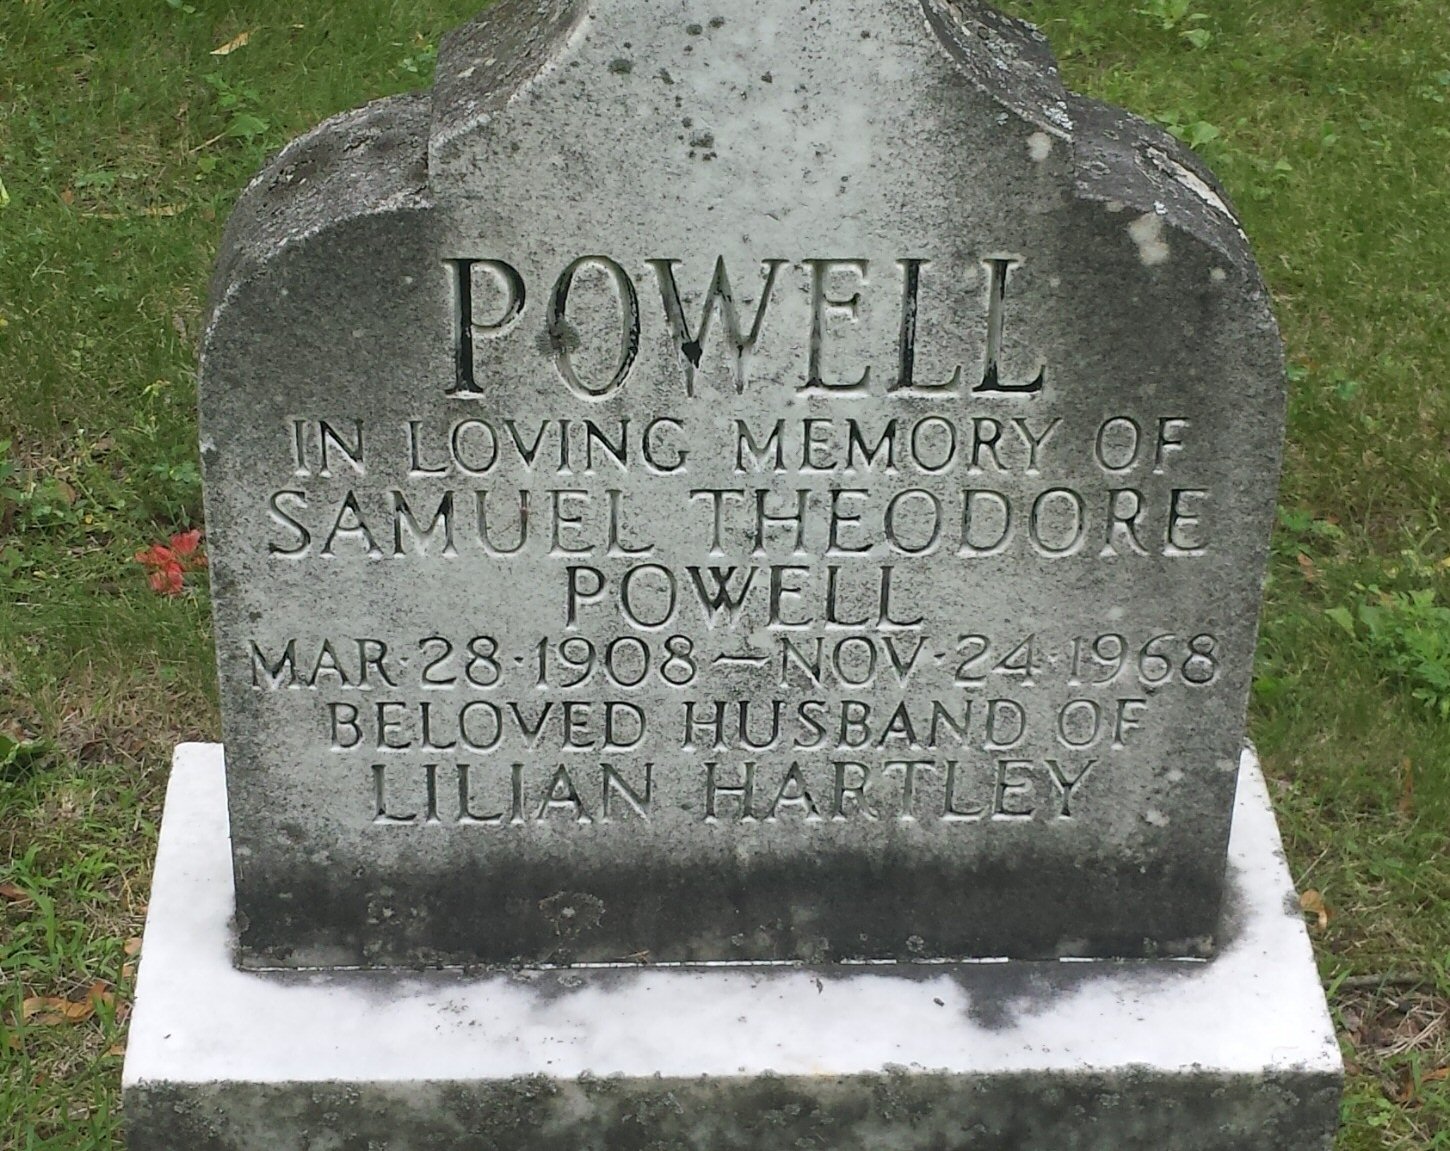 POWELL
IN LOVING MEMORY OF
SAMUEL THEODORE
POWELL
MAR·28·1908–NOV·24·1968
BELOVED HUSBAND OF
LILIAN HARTLEY